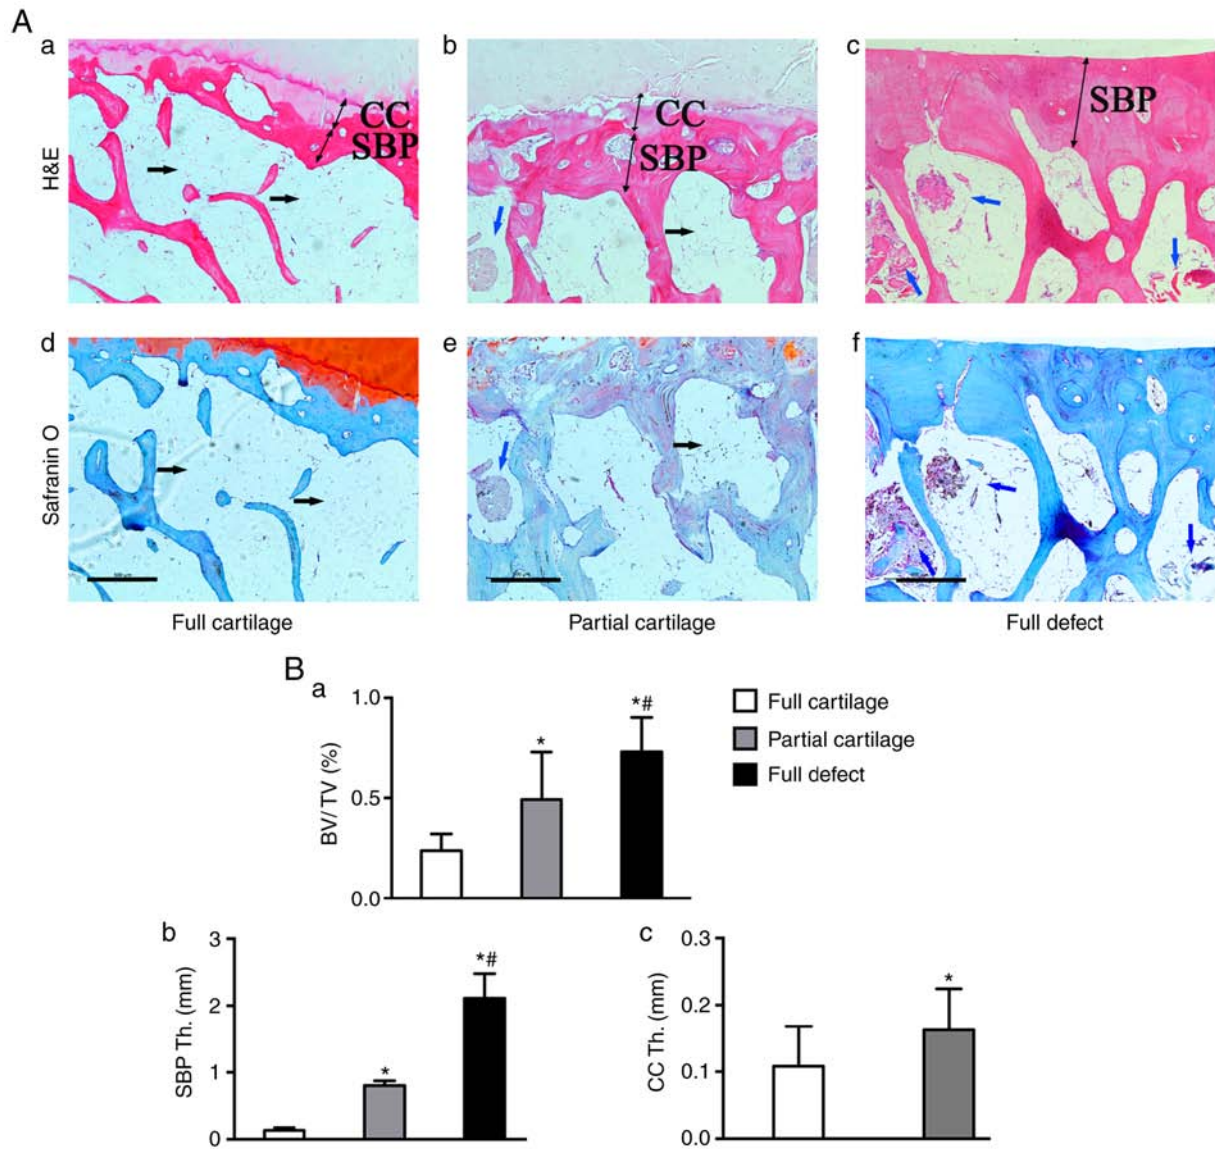 A
a
b
c
H&E
CC
SBP
CC
SBP
SBP
d
e
f
Safranin O
Full cartilage
Partial cartilage
Full defect
B
a
BV/TV (%)
1.0
0.5
0.0
*
*#
Full cartilage
Partial cartilage
Full defect
b
SBP Th. (mm)
3
2
1
0
*
*#
c
CC Th. (mm)
0.3
0.2
0.1
0.0
*